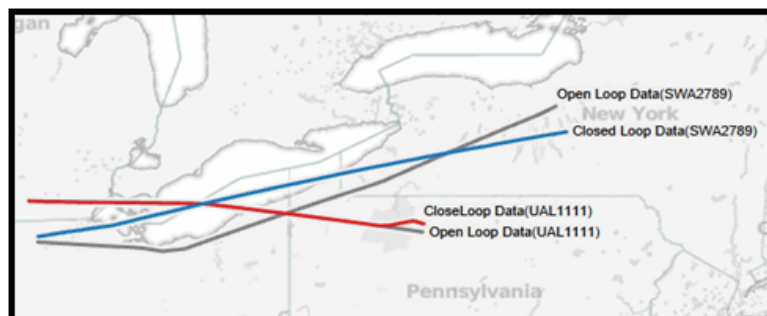 gan
Open Loop Data(SWA2789)
New York
Closed Loop Data(SWA2789)
CloseLoop Data(UAL1111)
Open Loop Data(UAL1111)
Pennsylvania